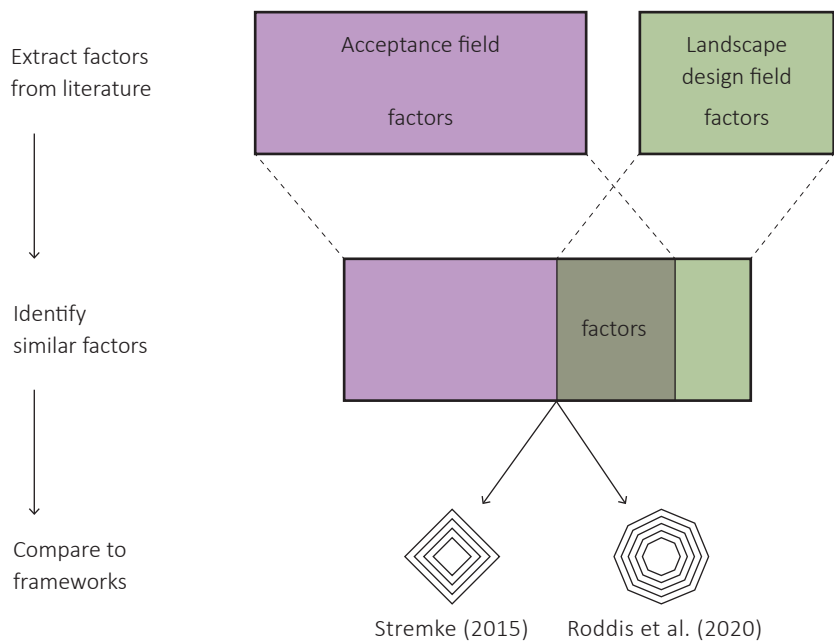 Extract factors
from literature
Acceptance field
factors
Landscape
design field
factors
Identify
similar factors
factors
Compare to
frameworks
Stremke (2015)
Roddis et al. (2020)